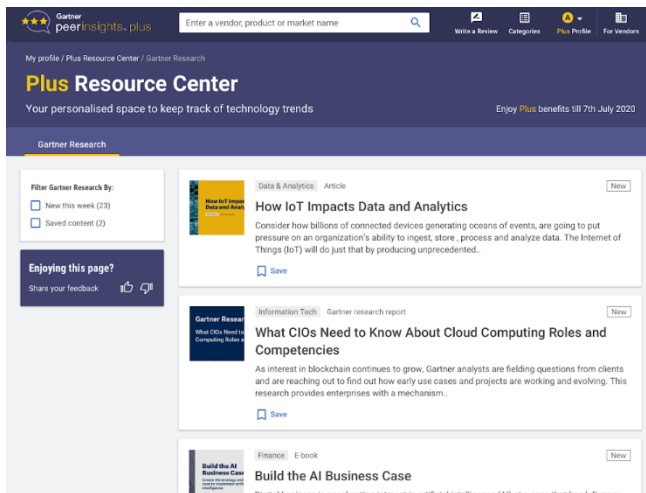 Gartner
peerinsights™ plus
Enter a vendor, product or market name
Write a Review
Categories
A
Plus Profile
For Vendors
My profile / Plus Resource Center / Gartner Research
Plus Resource Center
Your personalised space to keep track of technology trends
Enjoy Plus benefits till 7th July 2020
Gartner Research
Filter Gartner Research By:
New this week (23)
Saved content (2)
Enjoying this page?
Share your feedback
How IoT Impac
Data and Analy
Data & Analytics Article
New
How IoT Impacts Data and Analytics
Consider how billions of connected devices generating oceans of events, are going to put
pressure on an organization's ability to ingest, store , process and analyze data. The Internet of
Things (IoT) will do just that by producing unprecedented..
Save
Gartner Resear
What CIOs Need to
Computing Roles a
Information Tech Gartner research report
New
What CIOs Need to Know About Cloud Computing Roles and
Competencies
As interest in blockchain continues to grow, Gartner analysts are fielding questions from clients
and are reaching out to find out how early use cases and projects are working and evolving. This
research provides enterprises with a mechanism..
Save
Build the AI
Business Case
Finance E-book
New
Build the AI Business Case